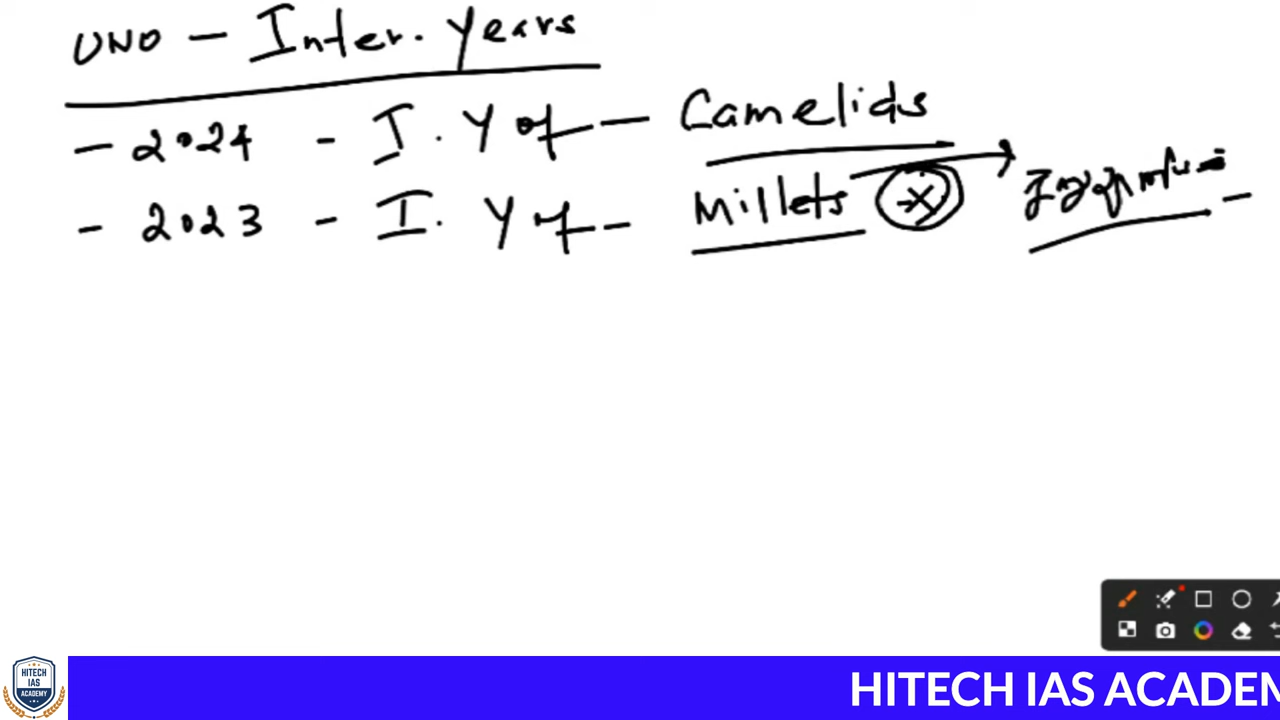 UNO - Inter. Years
- 2024 - I. Y of - Camelids
- 2023 - I. Y of - Millets
HITECH IAS ACADEMY
HITECH IAS ACADEM